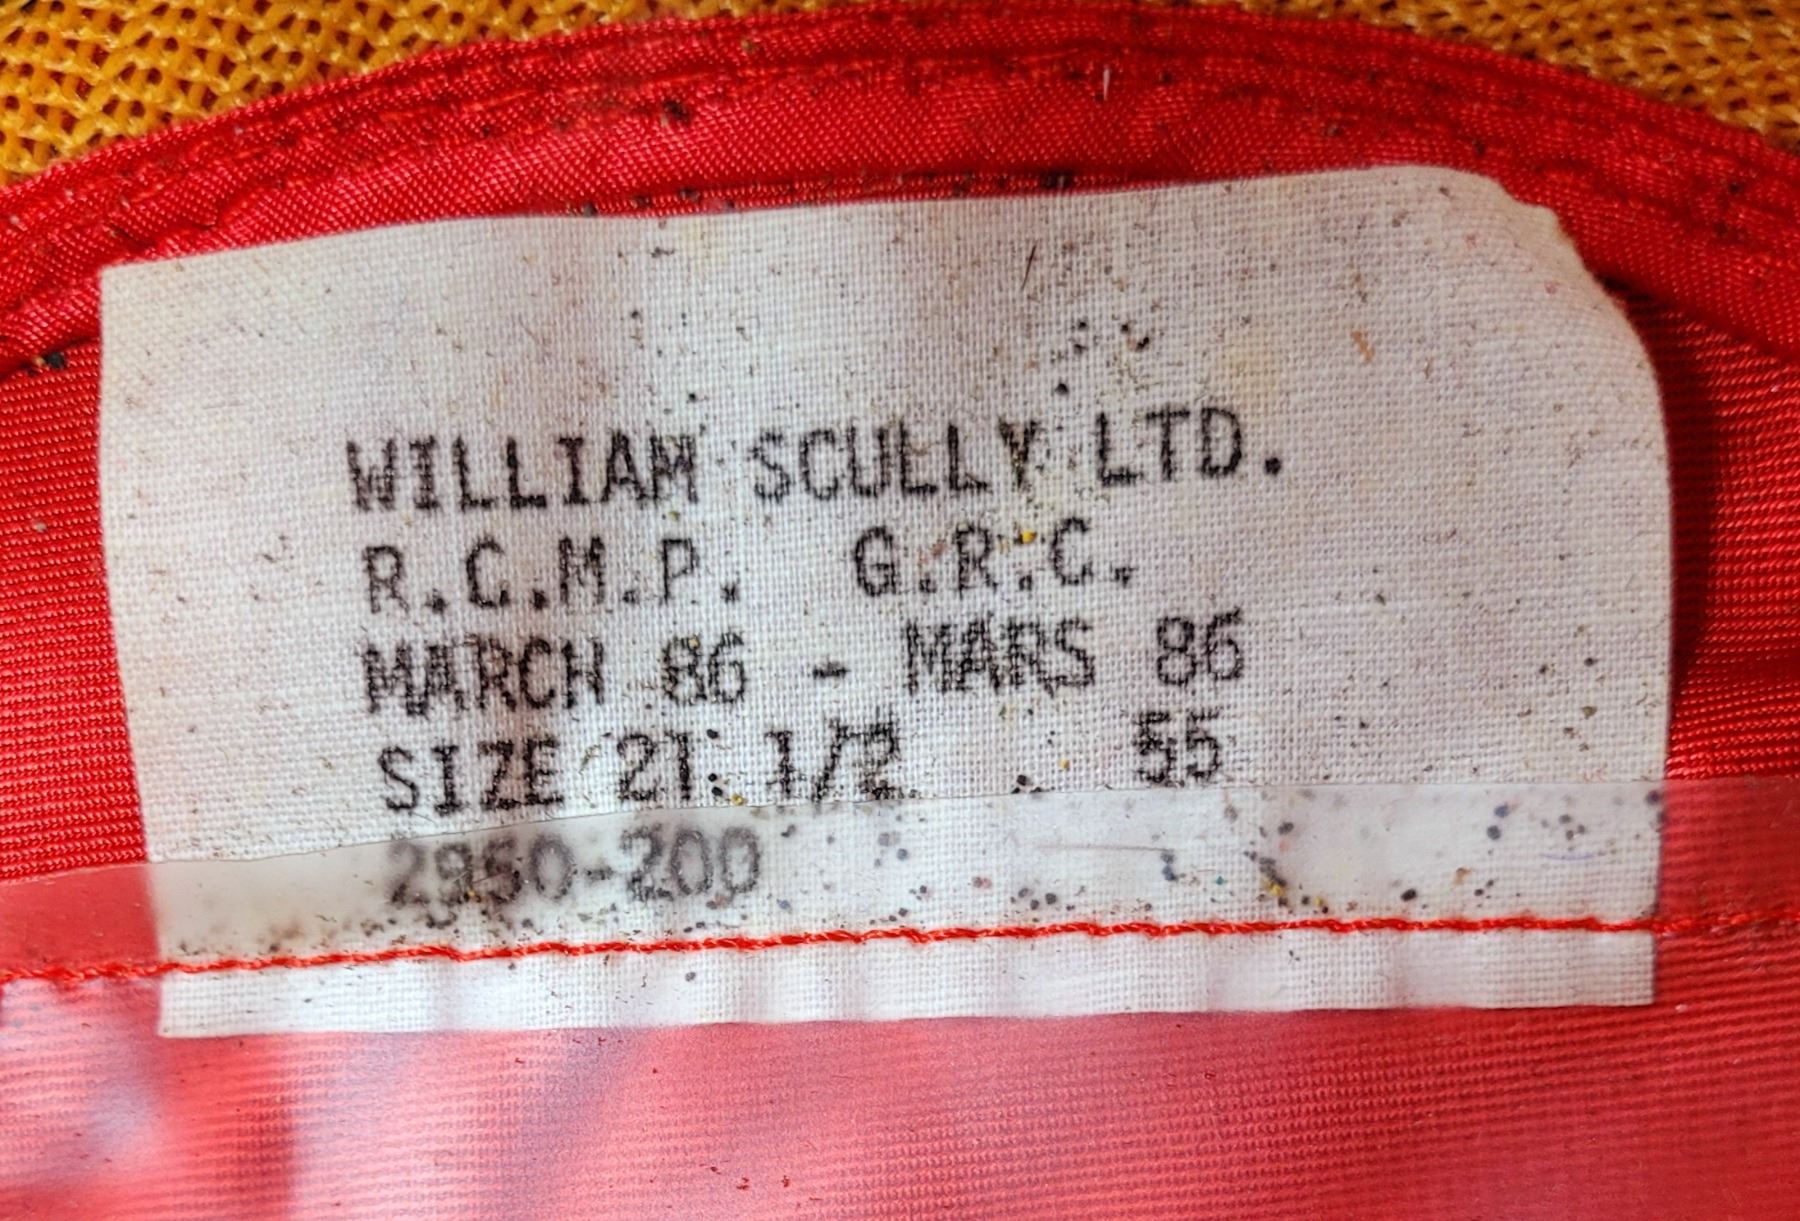 WILLIAM SCULLY LTD.
R.C.M.P. G.R.C.
MARCH 86 - MARS 86
SIZE 21 1/2 55
2950-200